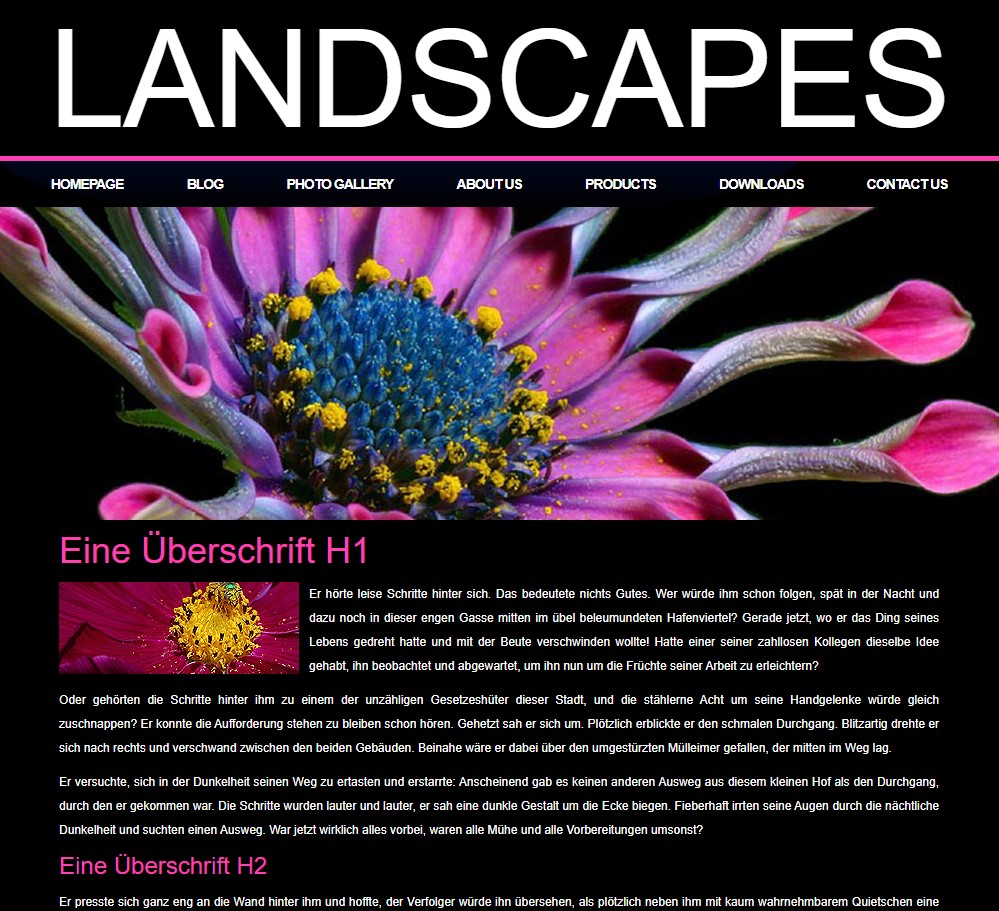 LANDSCAPES
HOMEPAGE BLOG PHOTO GALLERY ABOUT US PRODUCTS DOWNLOADS CONTACT US
Eine Überschrift H1
Er hörte leise Schritte hinter sich. Das bedeutete nichts Gutes. Wer würde ihm schon folgen, spät in der Nacht und
dazu noch in dieser engen Gasse mitten im übel beleumundeten Hafenviertel? Gerade jetzt, wo er das Ding seines
Lebens gedreht hatte und mit der Beute verschwinden wollte! Hatte einer seiner zahllosen Kollegen dieselbe Idee
gehabt, ihn beobachtet und abgewartet, um ihn nun um die Früchte seiner Arbeit zu erleichtern?
Oder gehörten die Schritte hinter ihm zu einem der unzähligen Gesetzeshüter dieser Stadt, und die stählerne Acht um seine Handgelenke würde gleich
zuschnappen? Er konnte die Aufforderung stehen zu bleiben schon hören. Gehetzt sah er sich um. Plötzlich erblickte er den schmalen Durchgang. Blitzartig drehte er
sich nach rechts und verschwand zwischen den beiden Gebäuden. Beinahe wäre er dabei über den umgestürzten Mülleimer gefallen, der mitten im Weg lag.
Er versuchte, sich in der Dunkelheit seinen Weg zu ertasten und erstarrte: Anscheinend gab es keinen anderen Ausweg aus diesem kleinen Hof als den Durchgang,
durch den er gekommen war. Die Schritte wurden lauter und lauter, er sah eine dunkle Gestalt um die Ecke biegen. Fieberhaft irrten seine Augen durch die nächtliche
Dunkelheit und suchten einen Ausweg. War jetzt wirklich alles vorbei, waren alle Mühe und alle Vorbereitungen umsonst?
Eine Überschrift H2
Er presste sich ganz eng an die Wand hinter ihm und hoffte, der Verfolger würde ihn übersehen, als plötzlich neben ihm mit kaum wahrnehmbarem Quietschen eine